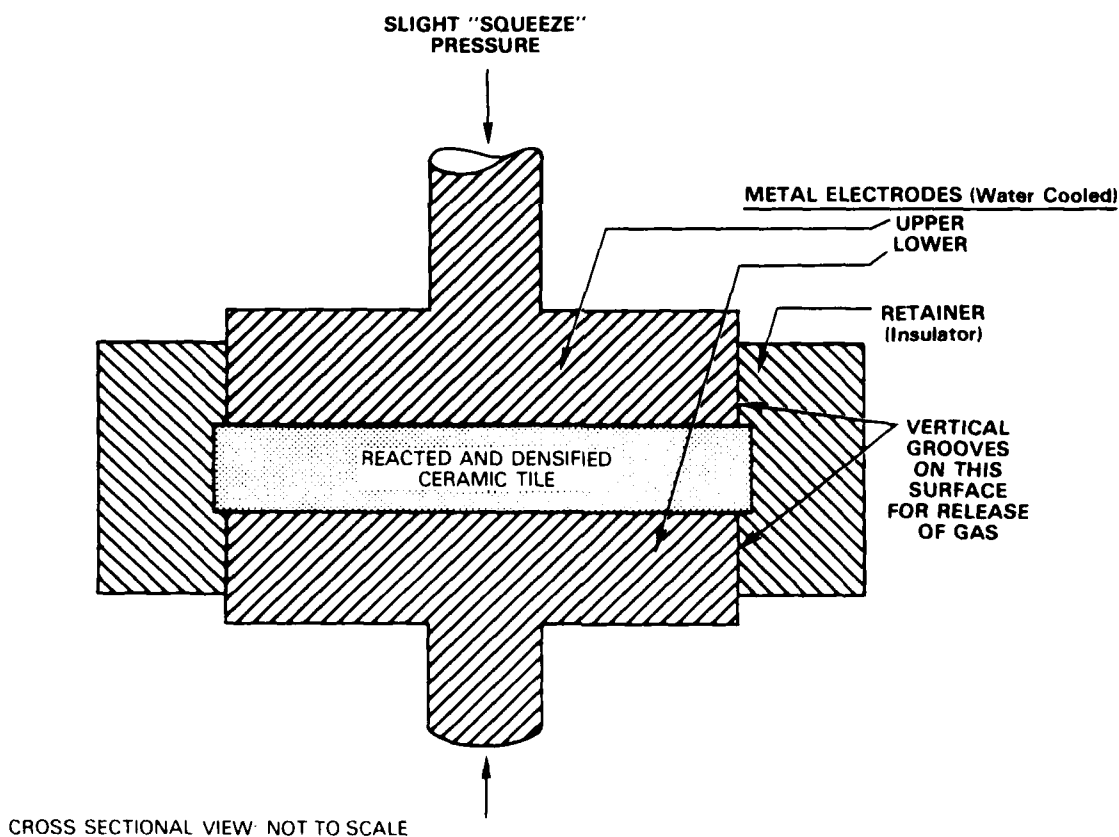 SLIGHT "SQUEEZE"
PRESSURE
METAL ELECTRODES (Water Cooled)
UPPER
LOWER
RETAINER
(Insulator)
VERTICAL
GROOVES
ON THIS
SURFACE
FOR RELEASE
OF GAS
REACTED AND DENSIFIED
CERAMIC TILE
CROSS SECTIONAL VIEW: NOT TO SCALE